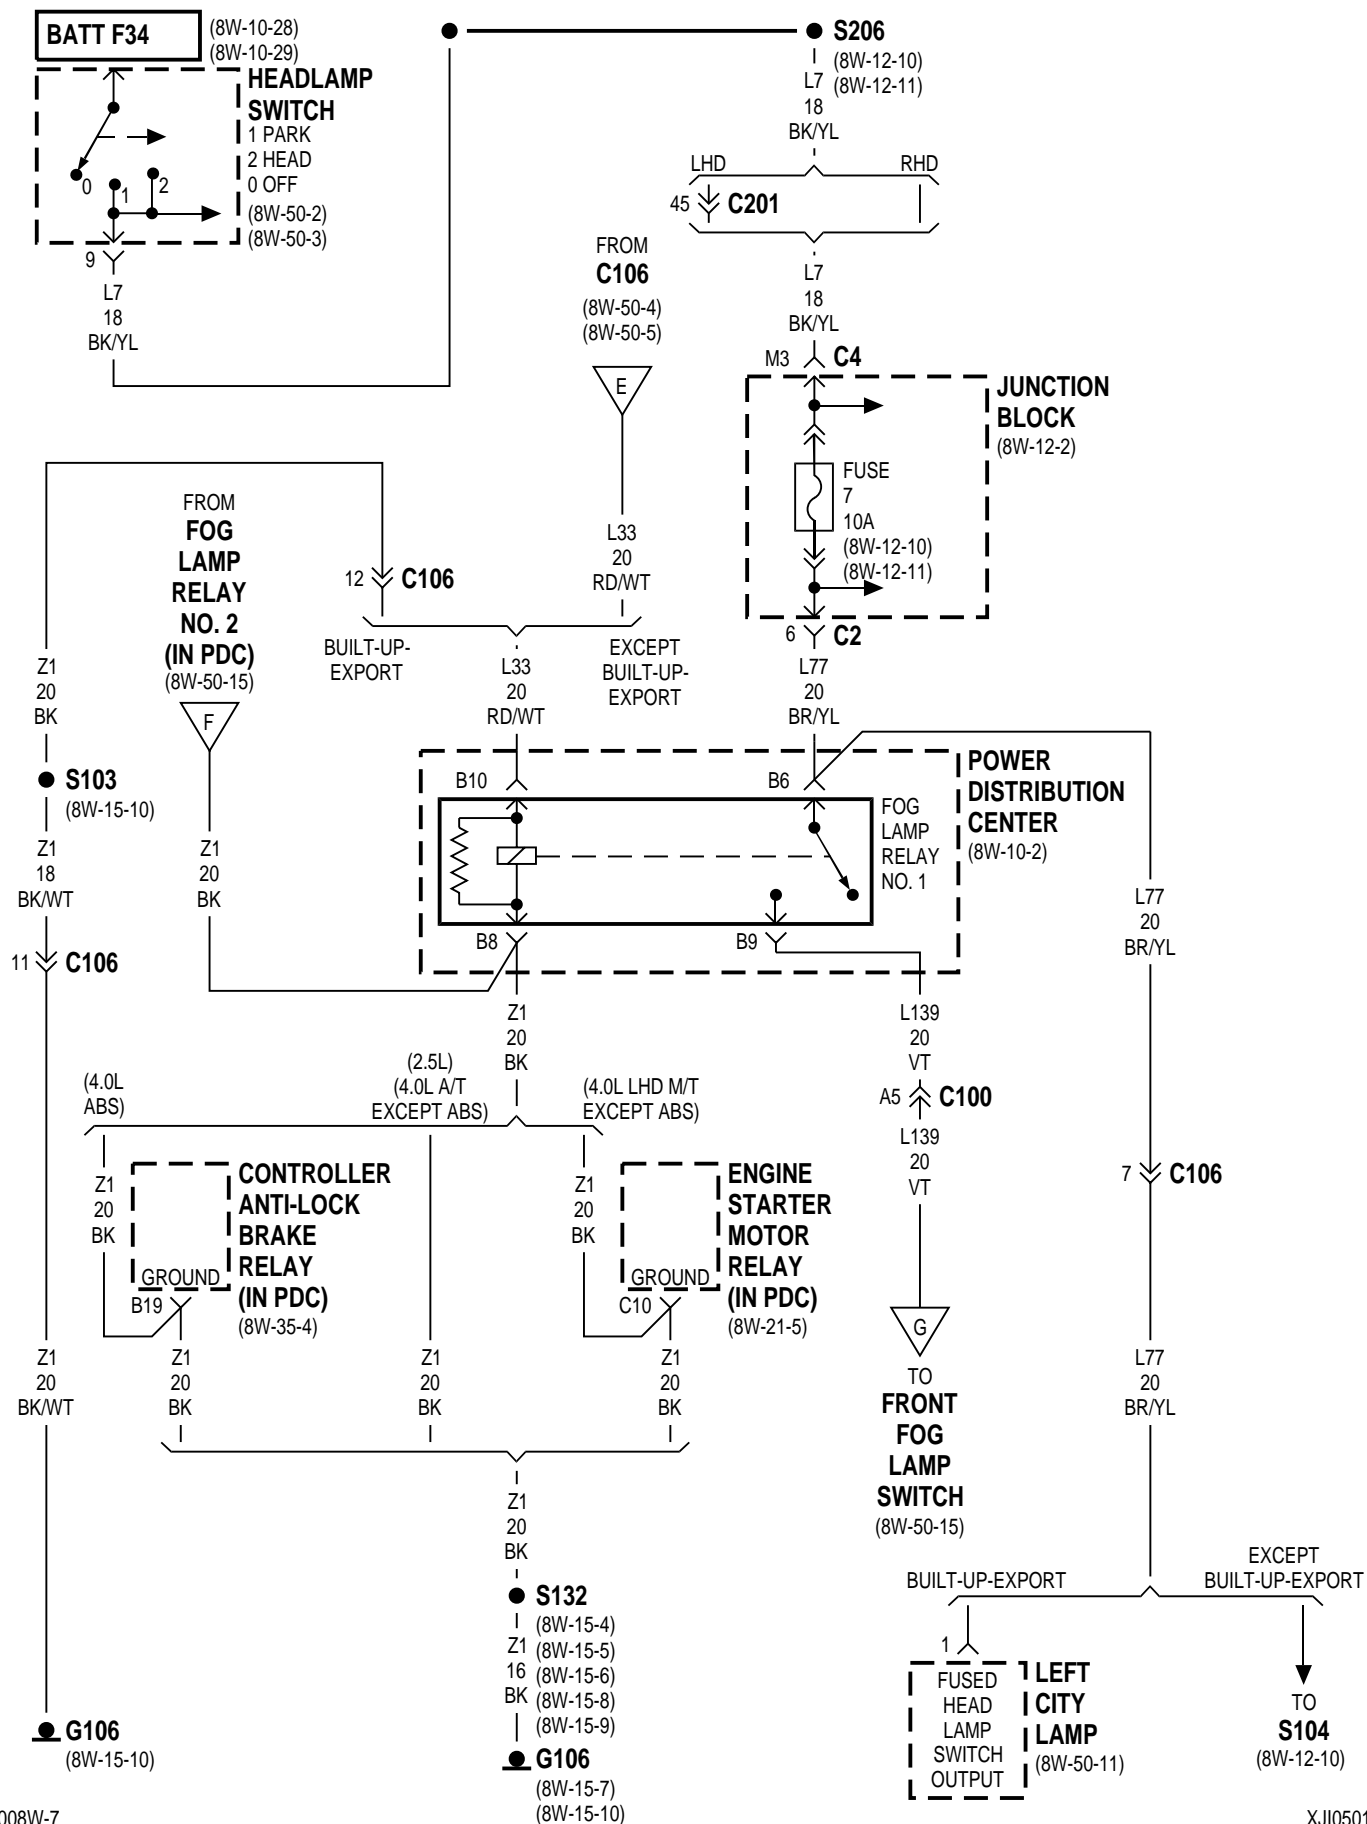 BATT F34
(8W-10-28)
(8W-10-29)
HEADLAMP
SWITCH
1 PARK
2 HEAD
0 OFF
(8W-50-2)
(8W-50-3)
0
1
2
9
L7
18
BK/YL
S206
(8W-12-10)
(8W-12-11)
L7
18
BK/YL
LHD
RHD
45
C201
L7
18
BK/YL
M3
C4
FROM
C106
(8W-50-4)
(8W-50-5)
E
L33
20
RD/WT
JUNCTION
BLOCK
(8W-12-2)
FUSE
7
10A
(8W-12-10)
(8W-12-11)
6
C2
L77
20
BR/YL
FROM
FOG
LAMP
RELAY
NO. 2
(IN PDC)
(8W-50-15)
F
12
C106
BUILT-UP-
EXPORT
EXCEPT
BUILT-UP-
EXPORT
L33
20
RD/WT
Z1
20
BK
S103
(8W-15-10)
Z1
18
BK/WT
11
C106
Z1
20
BK
B10
B6
FOG
LAMP
RELAY
NO. 1
POWER
DISTRIBUTION
CENTER
(8W-10-2)
B8
B9
L77
20
BR/YL
Z1
20
BK
L139
20
VT
A5
C100
L139
20
VT
(4.0L
ABS)
(2.5L)
(4.0L A/T
EXCEPT ABS)
(4.0L LHD M/T
EXCEPT ABS)
Z1
20
BK
CONTROLLER
ANTI-LOCK
BRAKE
RELAY
(IN PDC)
(8W-35-4)
GROUND
B19
Z1
20
BK
ENGINE
STARTER
MOTOR
RELAY
(IN PDC)
(8W-21-5)
GROUND
C10
7
C106
G
TO
FRONT
FOG
LAMP
SWITCH
(8W-50-15)
Z1
20
BK/WT
Z1
20
BK
Z1
20
BK
Z1
20
BK
L77
20
BR/YL
Z1
20
BK
S132
(8W-15-4)
(8W-15-5)
(8W-15-6)
(8W-15-8)
(8W-15-9)
Z1
16
BK
G106
(8W-15-10)
G106
(8W-15-7)
(8W-15-10)
BUILT-UP-EXPORT
EXCEPT
BUILT-UP-EXPORT
1
FUSED
HEAD
LAMP
SWITCH
OUTPUT
LEFT
CITY
LAMP
(8W-50-11)
TO
S104
(8W-12-10)
008W-7
XJI0501